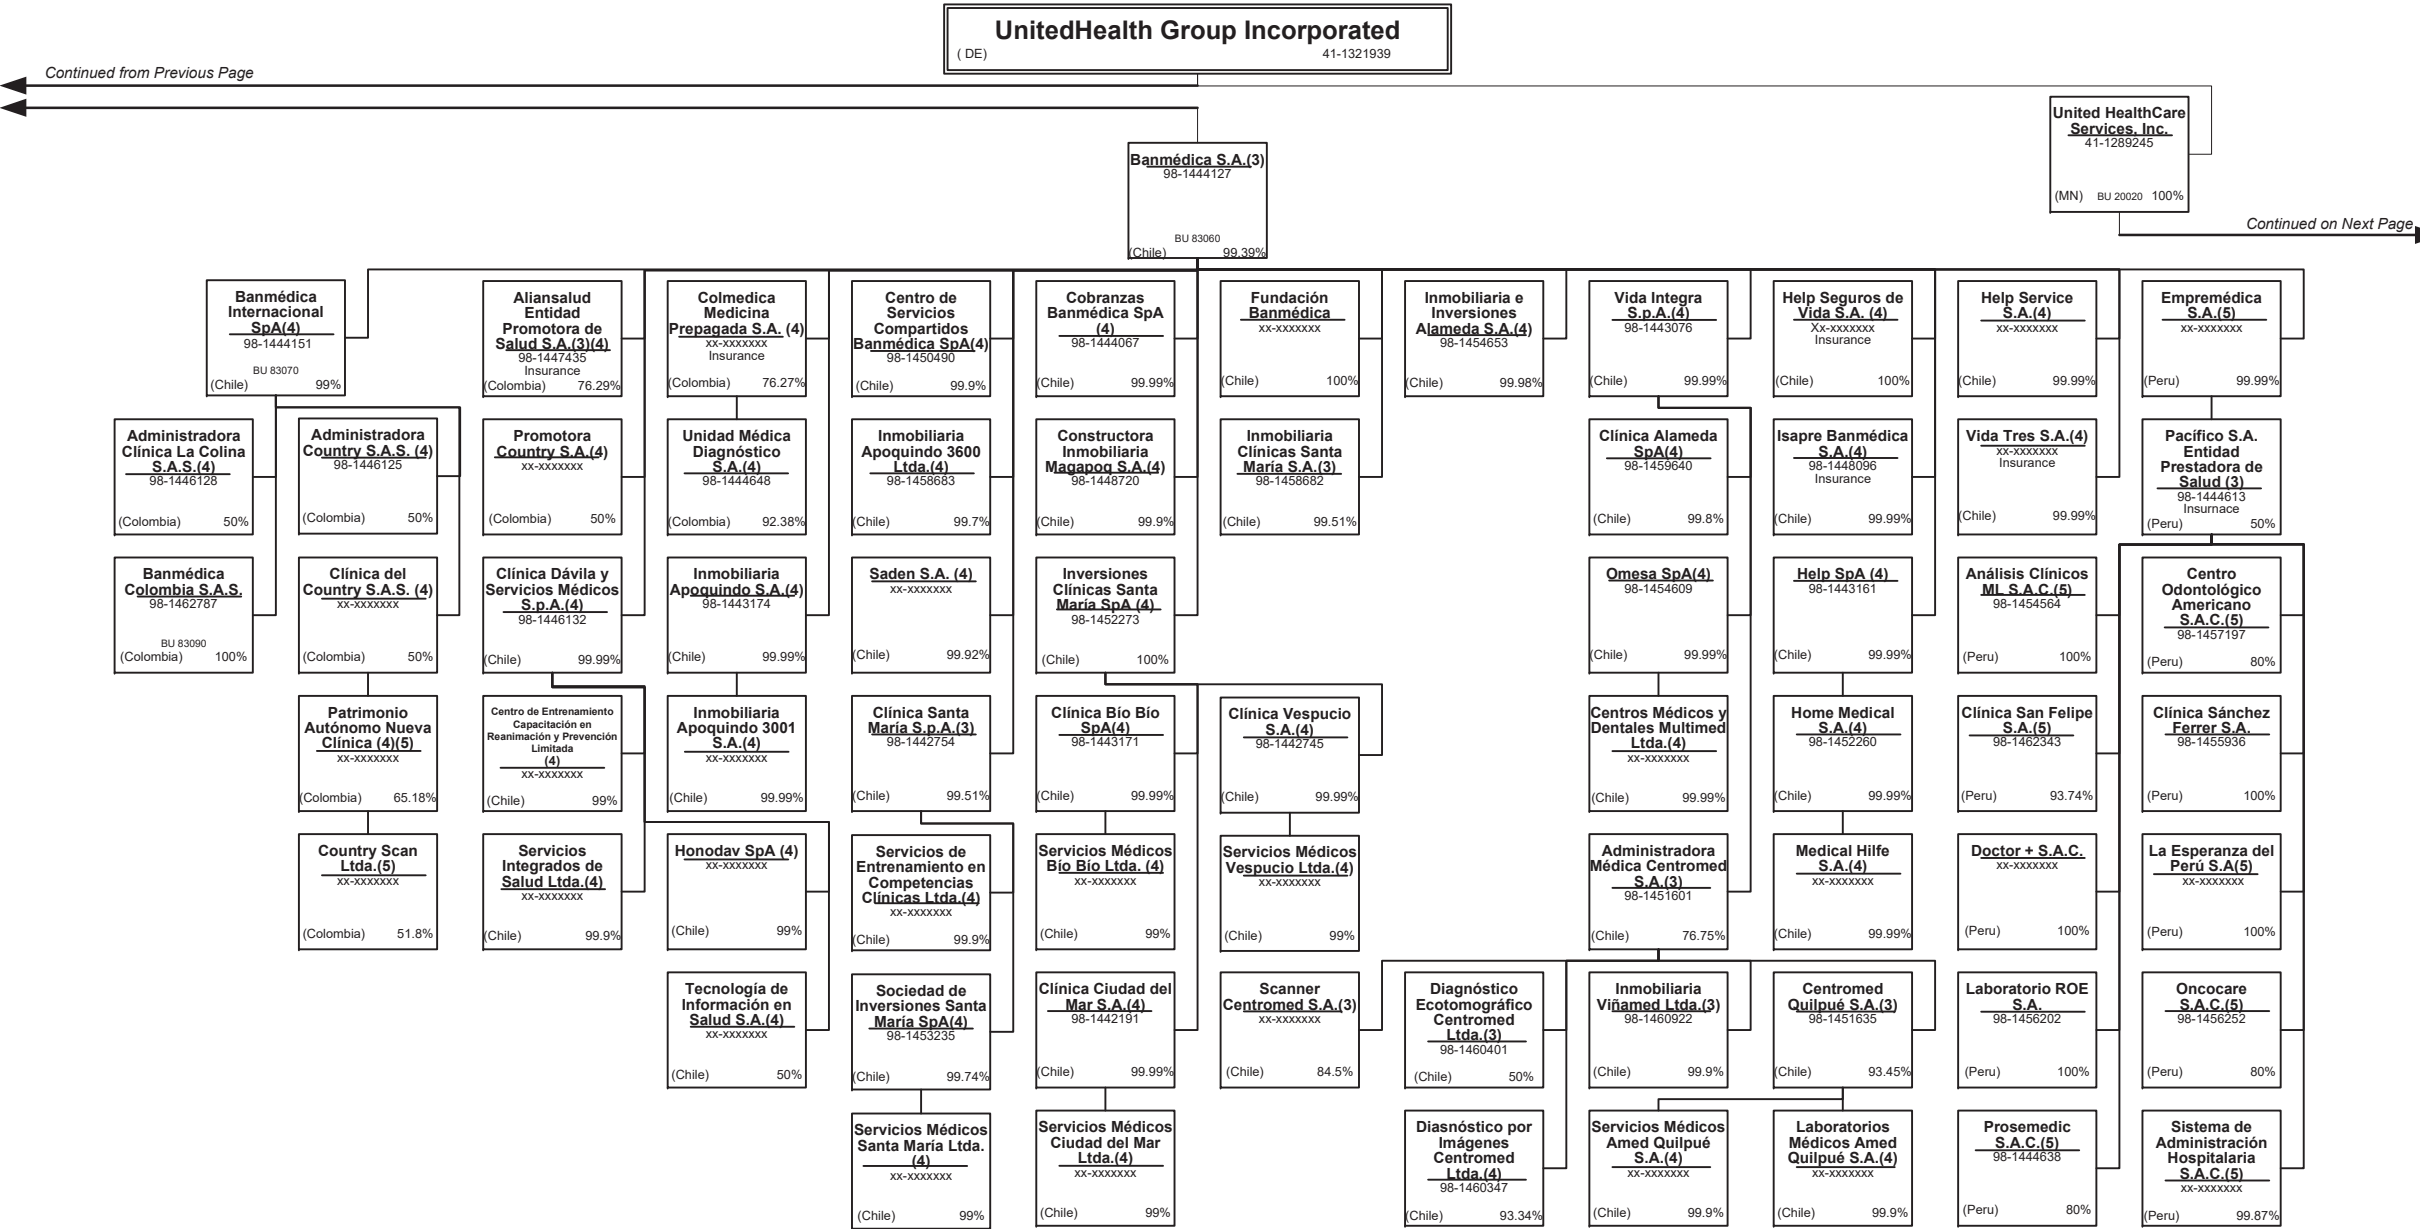 UnitedHealth Group Incorporated
( DE) 41-1321939
Continued from Previous Page
United HealthCare
Services, Inc.
41-1289245
(MN) BU 20020 100%
Continued on Next Page
Banmédica S.A.(3)
98-1444127
BU 83060
(Chile) 99.39%
Banmédica
Internacional
SpA(4)
98-1444151
BU 83070
(Chile) 99%
Aliansalud
Entidad
Promotora de
Salud S.A.(3)(4)
98-1447435
Insurance
(Colombia) 76.29%
Colmedica
Medicina
Prepagada S.A. (4)
xx-xxxxxxx
Insurance
(Colombia) 76.27%
Centro de
Servicios
Compartidos
Banmédica SpA(4)
98-1450490
(Chile) 99.9%
Cobranzas
Banmédica SpA
(4)
98-1444067
(Chile) 99.99%
Fundación
Banmédica
xx-xxxxxxx
(Chile) 100%
Inmobiliaria e
Inversiones
Alameda S.A.(4)
98-1454653
(Chile) 99.98%
Vida Integra
S.p.A.(4)
98-1443076
(Chile) 99.99%
Help Seguros de
Vida S.A. (4)
Xx-xxxxxxx
Insurance
(Chile) 100%
Help Service
S.A.(4)
xx-xxxxxxx
(Chile) 99.99%
Empremédica
S.A.(5)
xx-xxxxxxx
(Peru) 99.99%
Administradora
Clínica La Colina
S.A.S.(4)
98-1446128
(Colombia) 50%
Administradora
Country S.A.S. (4)
98-1446125
(Colombia) 50%
Promotora
Country S.A.(4)
xx-xxxxxxx
(Colombia) 50%
Unidad Médica
Diagnóstico
S.A.(4)
98-1444648
(Colombia) 92.38%
Inmobiliaria
Apoquindo 3600
Ltda.(4)
98-1458683
(Chile) 99.7%
Constructora
Inmobiliaria
Magapoq S.A.(4)
98-1448720
(Chile) 99.9%
Inmobiliaria
Clínicas Santa
María S.A.(3)
98-1458682
(Chile) 99.51%
Clínica Alameda
SpA(4)
98-1459640
(Chile) 99.8%
Isapre Banmédica
S.A.(4)
98-1448096
Insurance
(Chile) 99.99%
Vida Tres S.A.(4)
xx-xxxxxxx
Insurance
(Chile) 99.99%
Pacífico S.A.
Entidad
Prestadora de
Salud (3)
98-1444613
Insurnace
(Peru) 50%
Banmédica
Colombia S.A.S.
98-1462787
BU 83090
(Colombia) 100%
Clínica del
Country S.A.S. (4)
xx-xxxxxxx
(Colombia) 50%
Clínica Dávila y
Servicios Médicos
S.p.A.(4)
98-1446132
(Chile) 99.99%
Inmobiliaria
Apoquindo S.A.(4)
98-1443174
(Chile) 99.99%
Saden S.A. (4)
xx-xxxxxxx
(Chile) 99.92%
Inversiones
Clínicas Santa
María SpA (4)
98-1452273
(Chile) 100%
Omesa SpA(4)
98-1454609
(Chile) 99.99%
Help SpA (4)
98-1443161
(Chile) 99.99%
Análisis Clínicos
ML S.A.C.(5)
98-1454564
(Peru) 100%
Centro
Odontológico
Americano
S.A.C.(5)
98-1457197
(Peru) 80%
Patrimonio
Autónomo Nueva
Clínica (4)(5)
xx-xxxxxxx
(Colombia) 65.18%
Centro de Entrenamiento
Capacitación en
Reanimación y Prevención
Limitada
(4)
xx-xxxxxxx
(Chile) 99%
Inmobiliaria
Apoquindo 3001
S.A.(4)
xx-xxxxxxx
(Chile) 99.99%
Clínica Santa
María S.p.A.(3)
98-1442754
(Chile) 99.51%
Clínica Bío Bío
SpA(4)
98-1443171
(Chile) 99.99%
Clínica Vespucio
S.A.(4)
98-1442745
(Chile) 99.99%
Centros Médicos y
Dentales Multimed
Ltda.(4)
xx-xxxxxxx
(Chile) 99.99%
Home Medical
S.A.(4)
98-1452260
(Chile) 99.99%
Clínica San Felipe
S.A.(5)
98-1462343
(Peru) 93.74%
Clínica Sánchez
Ferrer S.A.
98-1455936
(Peru) 100%
Country Scan
Ltda.(5)
xx-xxxxxxx
(Colombia) 51.8%
Servicios
Integrados de
Salud Ltda.(4)
xx-xxxxxxx
(Chile) 99.9%
Honodav SpA (4)
xx-xxxxxxx
(Chile) 99%
Servicios de
Entrenamiento en
Competencias
Clínicas Ltda.(4)
xx-xxxxxxx
(Chile) 99.9%
Servicios Médicos
Bío Bío Ltda. (4)
xx-xxxxxxx
(Chile) 99%
Servicios Médicos
Vespucio Ltda.(4)
xx-xxxxxxx
(Chile) 99%
Administradora
Médica Centromed
S.A.(3)
98-1451601
(Chile) 76.75%
Medical Hilfe
S.A.(4)
xx-xxxxxxx
(Chile) 99.99%
Doctor + S.A.C.
xx-xxxxxxx
(Peru) 100%
La Esperanza del
Perú S.A(5)
xx-xxxxxxx
(Peru) 100%
Tecnología de
Información en
Salud S.A.(4)
xx-xxxxxxx
(Chile) 50%
Sociedad de
Inversiones Santa
María SpA(4)
98-1453235
(Chile) 99.74%
Clínica Ciudad del
Mar S.A.(4)
98-1442191
(Chile) 99.99%
Scanner
Centromed S.A.(3)
xx-xxxxxxx
(Chile) 84.5%
Diagnóstico
Ecotomográfico
Centromed
Ltda.(3)
98-1460401
(Chile) 50%
Inmobiliaria
Viñamed Ltda.(3)
98-1460922
(Chile) 99.9%
Centromed
Quilpué S.A.(3)
98-1451635
(Chile) 93.45%
Laboratorio ROE
S.A.
98-1456202
(Peru) 100%
Oncocare
S.A.C.(5)
98-1456252
(Peru) 80%
Servicios Médicos
Santa María Ltda.
(4)
xx-xxxxxxx
(Chile) 99%
Servicios Médicos
Ciudad del Mar
Ltda.(4)
xx-xxxxxxx
(Chile) 99%
Diasnóstico por
Imágenes
Centromed
Ltda.(4)
98-1460347
(Chile) 93.34%
Servicios Médicos
Amed Quilpué
S.A.(4)
xx-xxxxxxx
(Chile) 99.9%
Laboratorios
Médicos Amed
Quilpué S.A.(4)
xx-xxxxxxx
(Chile) 99.9%
Prosemedic
S.A.C.(5)
98-1444638
(Peru) 80%
Sistema de
Administración
Hospitalaria
S.A.C.(5)
xx-xxxxxxx
(Peru) 99.87%